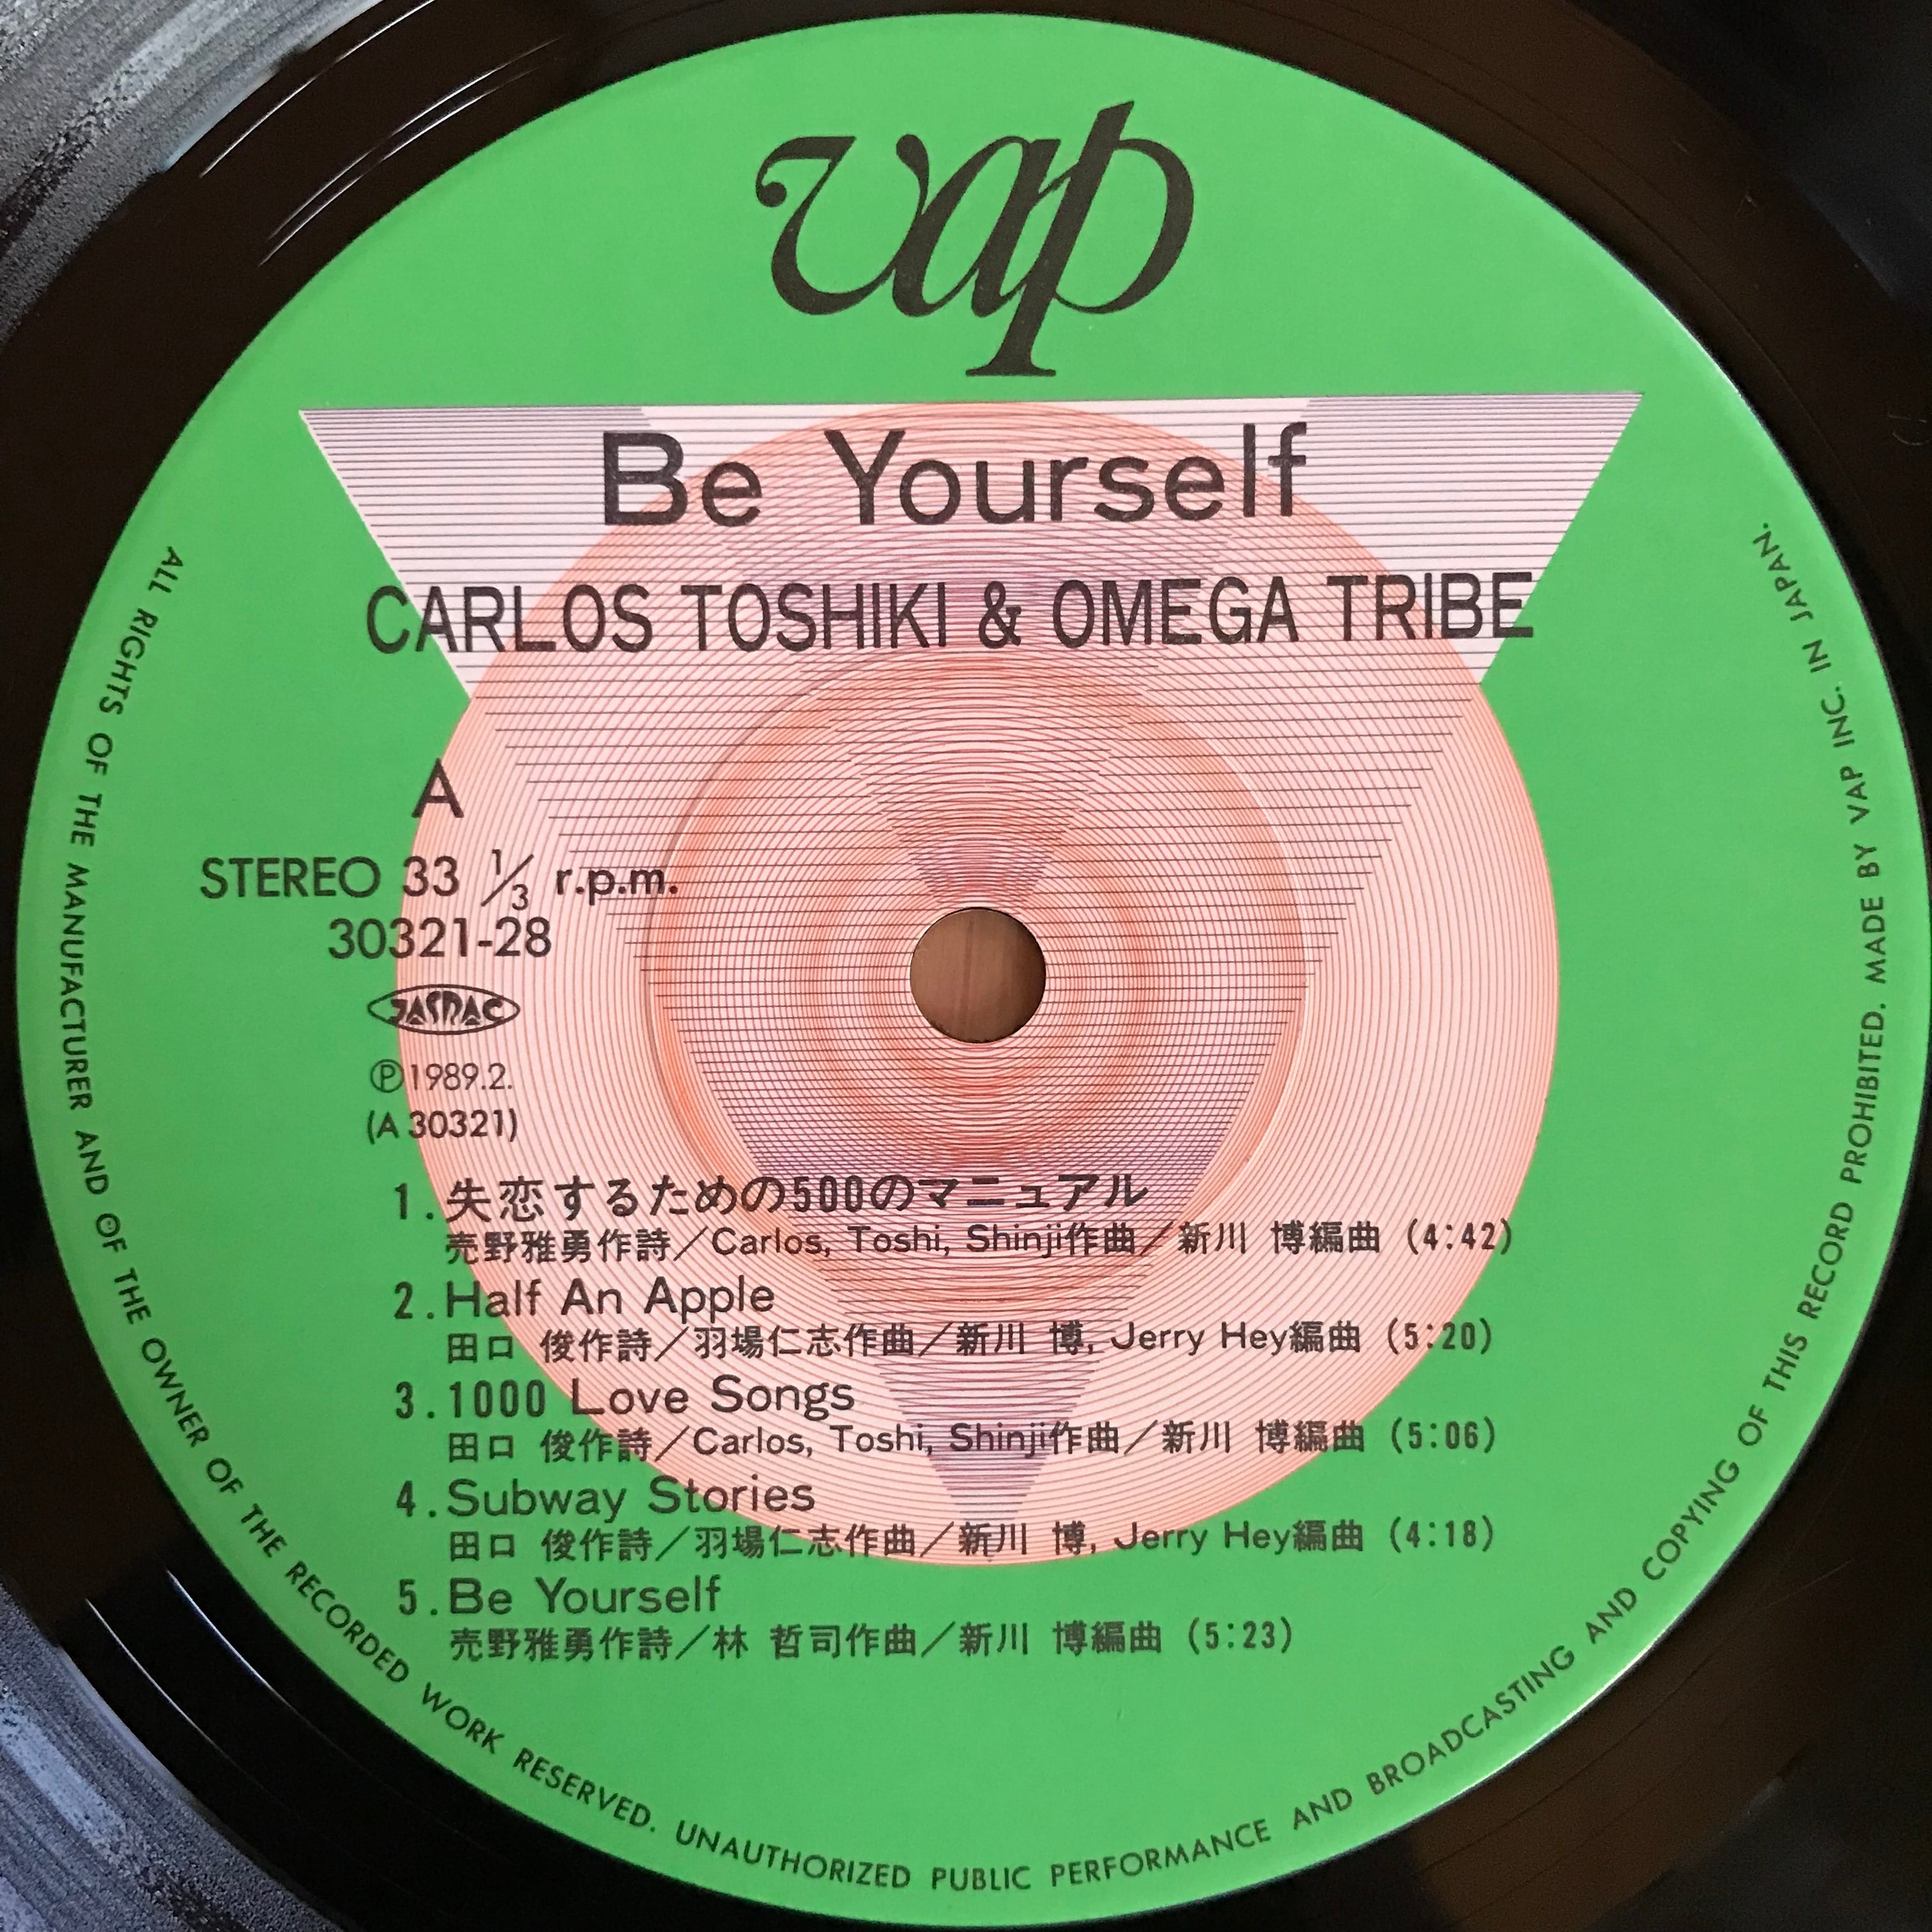 vap
Be Yourself
CARLOS TOSHIKI & OMEGA TRIBE
A
STEREO 33 1/3 r.p.m.
30321-28
JASRAC
Ⓟ1989.2.
(A 30321)
1.失恋するための500のマニュアル
売野雅勇作詩／Carlos, Toshi, Shinji作曲／新川 博編曲 (4:42)
2.Half An Apple
田口 俊作詩／羽場仁志作曲／新川 博, Jerry Hey編曲 (5:20)
3.1000 Love Songs
田口 俊作詩／Carlos, Toshi, Shinji作曲／新川 博編曲 (5:06)
4.Subway Stories
田口 俊作詩／羽場仁志作曲／新川 博, Jerry Hey編曲 (4:18)
5.Be Yourself
売野雅勇作詩／林 哲司作曲／新川 博編曲 (5:23)
ALL RIGHTS OF THE MANUFACTURER AND OF THE OWNER OF THE RECORDED WORK RESERVED. UNAUTHORIZED PUBLIC PERFORMANCE AND BROADCASTING AND COPYING OF THIS RECORD PROHIBITED. MADE BY VAP INC. IN JAPAN.